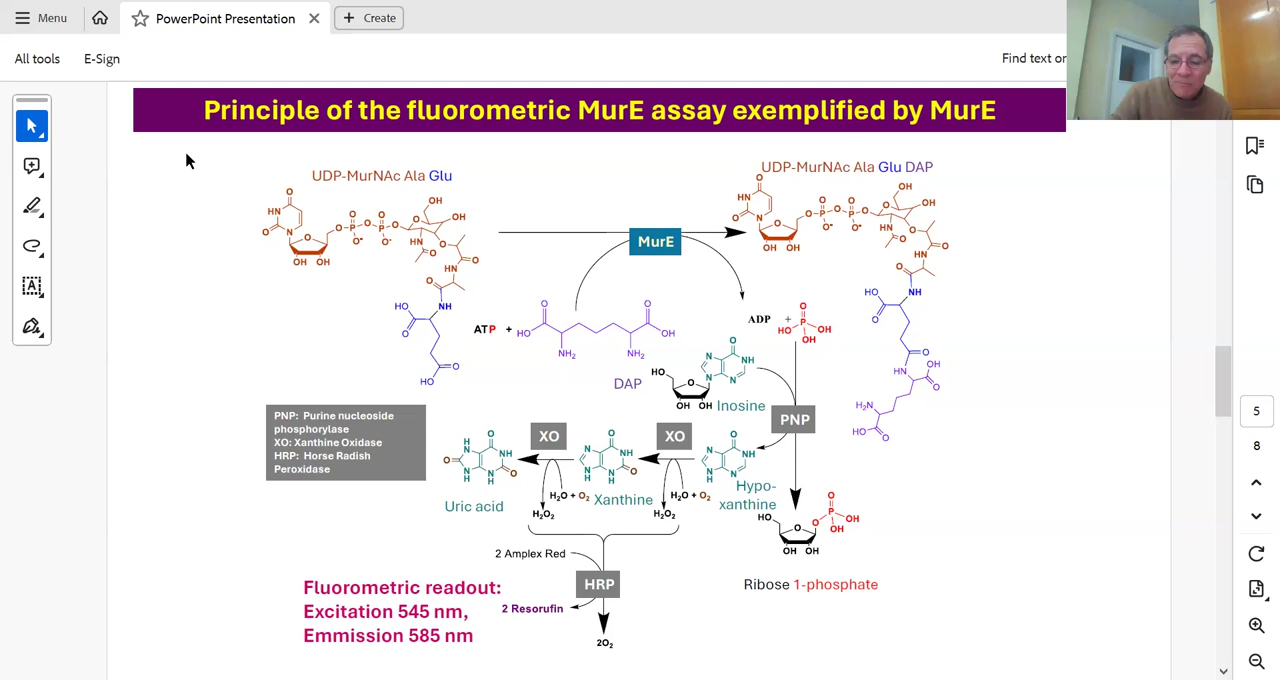 Menu
PowerPoint Presentation
Create
All tools
E-Sign
Find text or
Principle of the fluorometric MurE assay exemplified by MurE
UDP-MurNAc Ala Glu
UDP-MurNAc Ala Glu DAP
MurE
ATP +
DAP
ADP +
Inosine
PNP
PNP: Purine nucleoside
phosphorylase
XO: Xanthine Oxidase
HRP: Horse Radish
Peroxidase
XO
XO
Uric acid
H2O + O2
H2O2
Xanthine
H2O + O2
H2O2
Hypo-
xanthine
2 Amplex Red
HRP
2 Resorufin
2O2
Ribose 1-phosphate
Fluorometric readout:
Excitation 545 nm,
Emmission 585 nm
5
8